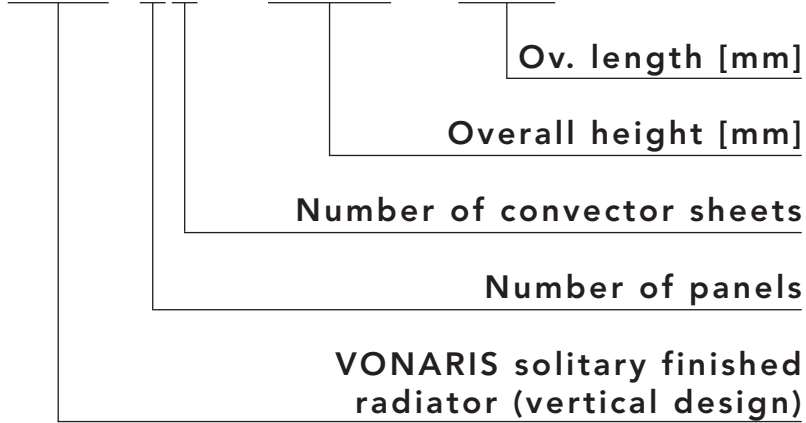 Ov. length [mm]
Overall height [mm]
Number of convector sheets
Number of panels
VONARIS solitary finished
radiator (vertical design)